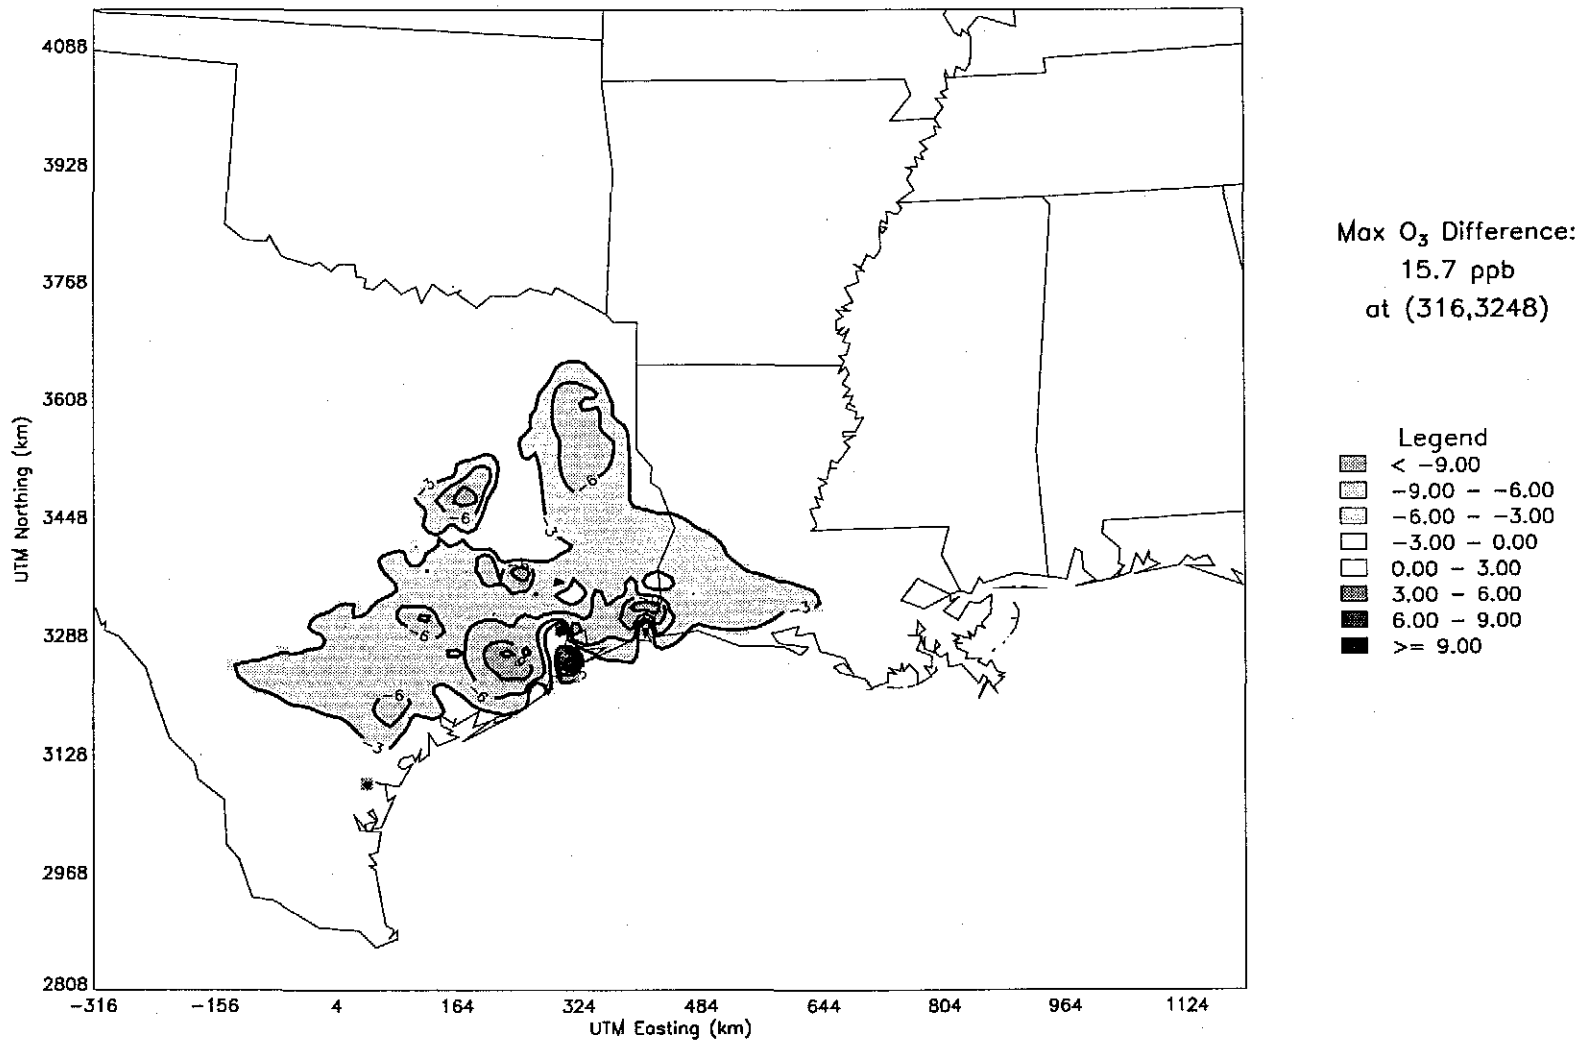 4088
3928
3768
3608
3448
3288
3128
2968
2808
UTM Northing (km)
-316 -156 4 164 324 484 644 804 964 1124
UTM Easting (km)
Max O₃ Difference:
15.7 ppb
at (316,3248)
Legend
< -9.00
-9.00 - -6.00
-6.00 - -3.00
-3.00 - 0.00
0.00 - 3.00
3.00 - 6.00
6.00 - 9.00
>= 9.00
-6
-3
-6
-3
-6
-3
-6
-6
-3